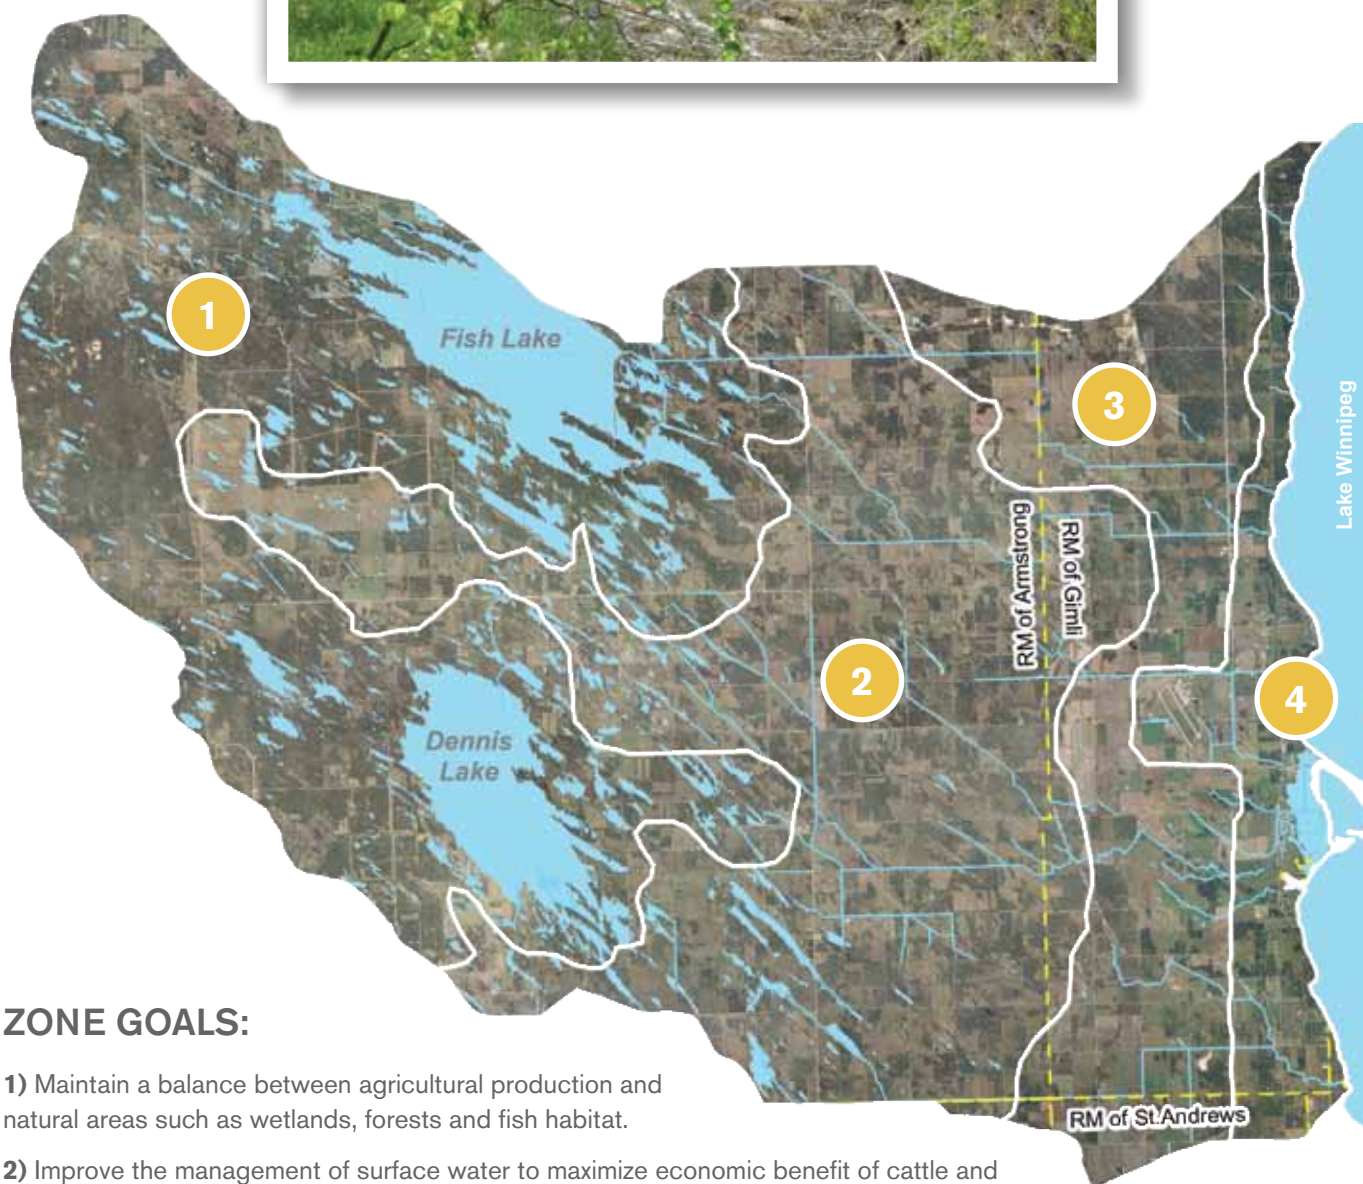 1
Fish Lake
3
Lake Winnipeg
RM of Armstrong
RM of Gimli
2
4
Dennis
Lake
ZONE GOALS:
1) Maintain a balance between agricultural production and
natural areas such as wetlands, forests and fish habitat.
RM of St.Andrews
2) Improve the management of surface water to maximize economic benefit of cattle and